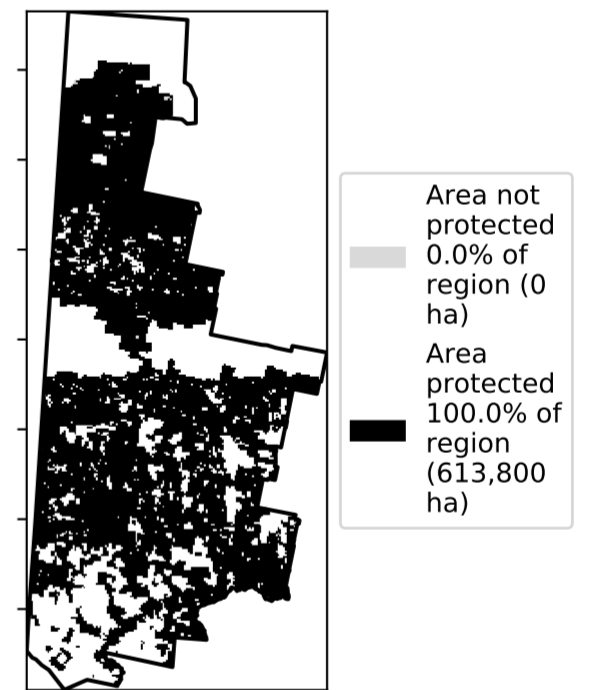 Area not
protected
0.0% of
region (0
ha)
Area
protected
100.0% of
region
(613,800
ha)